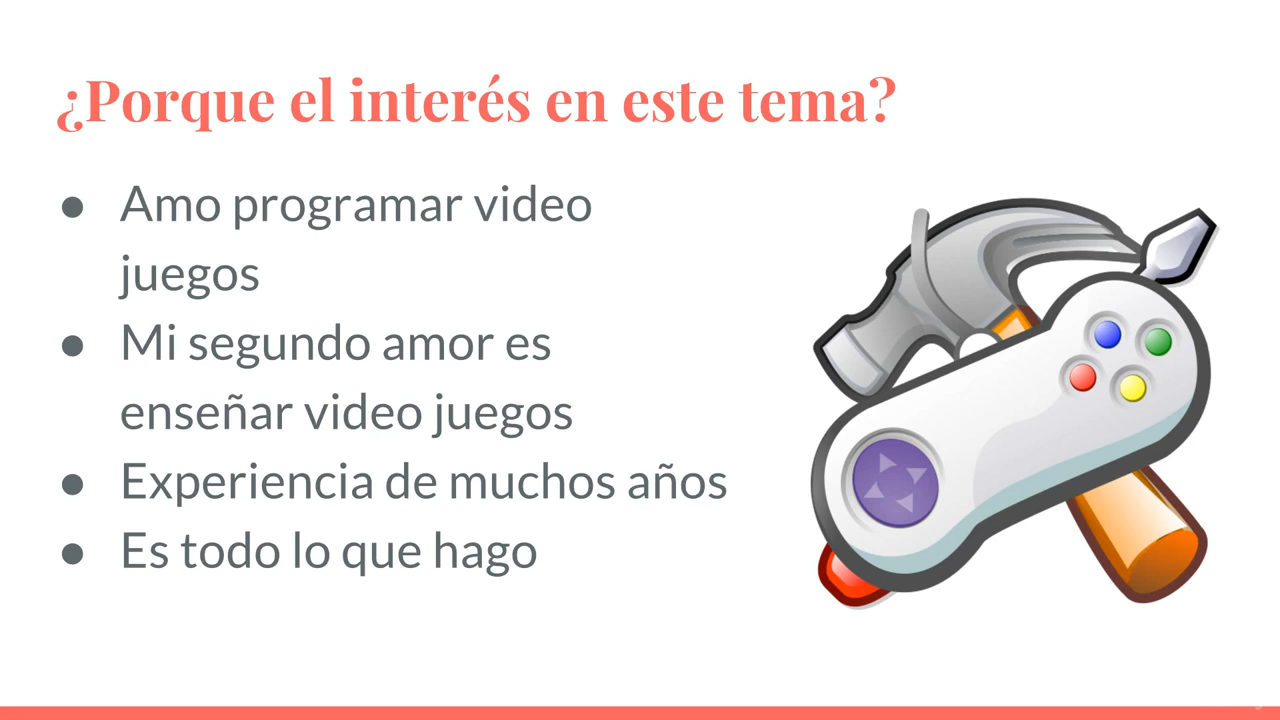 ¿Porque el interés en este tema?
● Amo programar video
juegos
● Mi segundo amor es
enseñar video juegos
● Experiencia de muchos años
● Es todo lo que hago